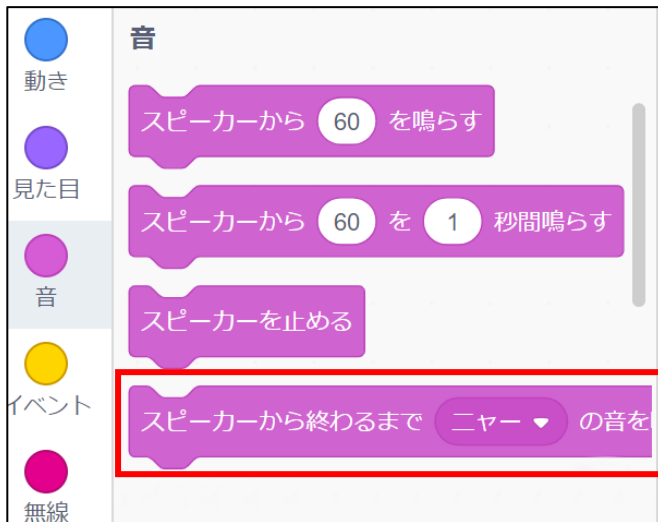 音
動き
見た目
音
イベント
無線
スピーカーから 60 を鳴らす
スピーカーから 60 を 1 秒間鳴らす
スピーカーを止める
スピーカーから終わるまで ニャー の音を